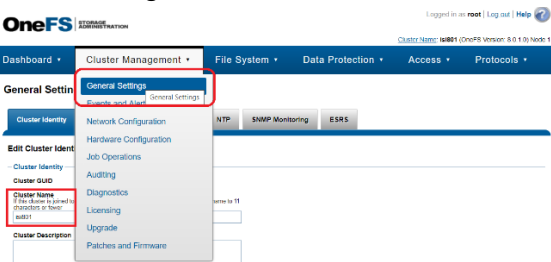 Logged in as root | Log out | Help
OneFS STORAGE ADMINISTRATION
Cluster Name: isi801 (OneFS Version: 8.0.1.0) Node 1
Dashboard Cluster Management File System Data Protection Access Protocols
General Settin
General Settings
Events and Alert
General Settings
Cluster Identity
NTP SNMP Monitoring ESRS
Network Configuration
Hardware Configuration
Job Operations
Auditing
Diagnostics
Licensing
Upgrade
Patches and Firmware
Edit Cluster Ident
Cluster Identity
Cluster GUID
Cluster Name
If this cluster is joined to
name to 11
characters or fewer
Cluster Description